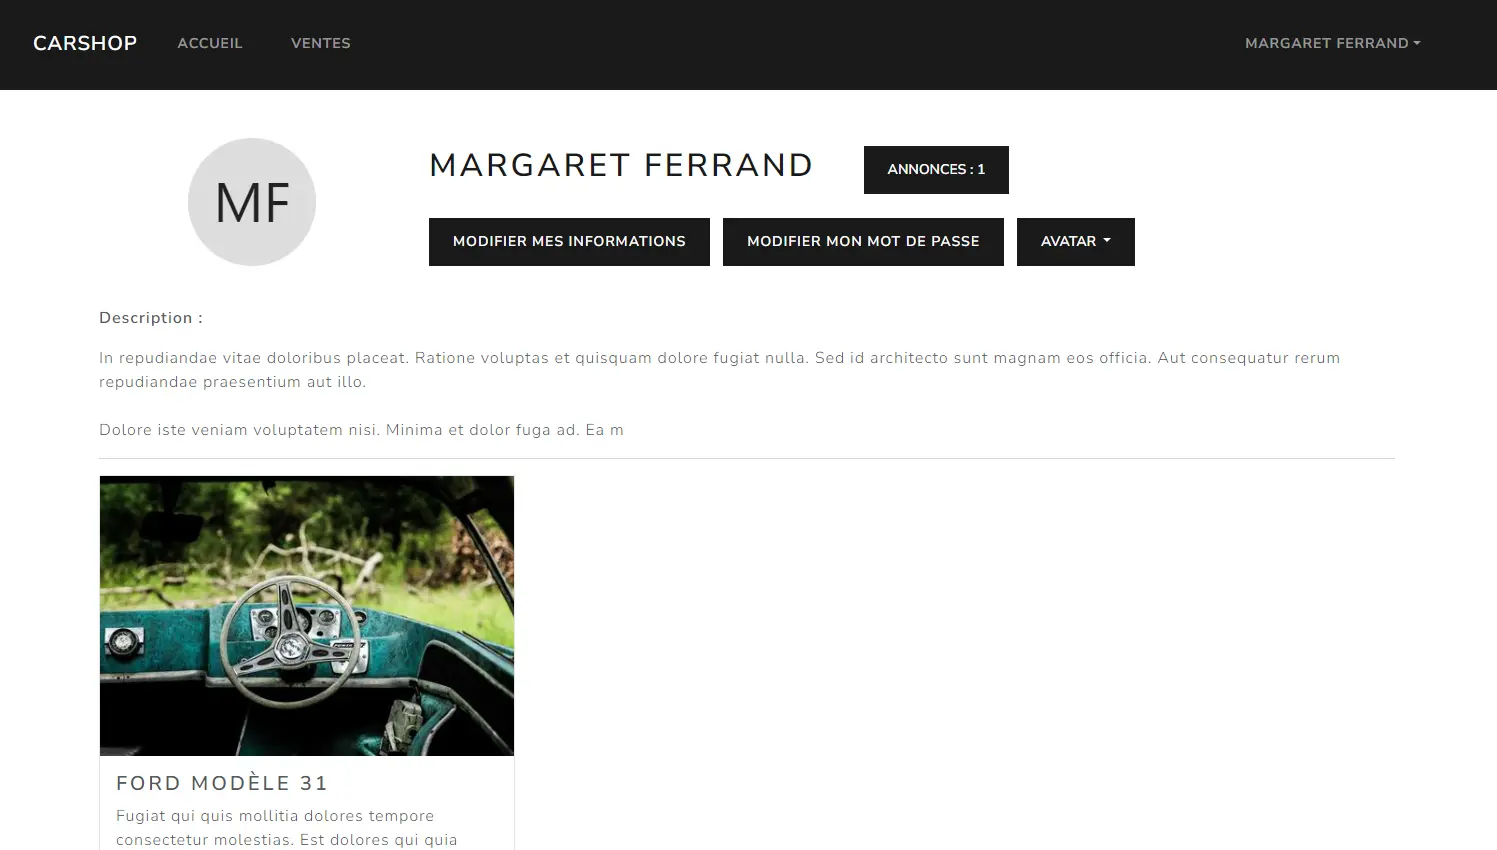 CARSHOP
ACCUEIL
VENTES
MARGARET FERRAND
MF
MARGARET FERRAND
ANNONCES : 1
MODIFIER MES INFORMATIONS
MODIFIER MON MOT DE PASSE
AVATAR
Description :
In repudiandae vitae doloribus placeat. Ratione voluptas et quisquam dolore fugiat nulla. Sed id architecto sunt magnam eos officia. Aut consequatur rerum
repudiandae praesentium aut illo.
Dolore iste veniam voluptatem nisi. Minima et dolor fuga ad. Ea m
FORD MODÈLE 31
Fugiat qui quis mollitia dolores tempore
consectetur molestias. Est dolores qui quia